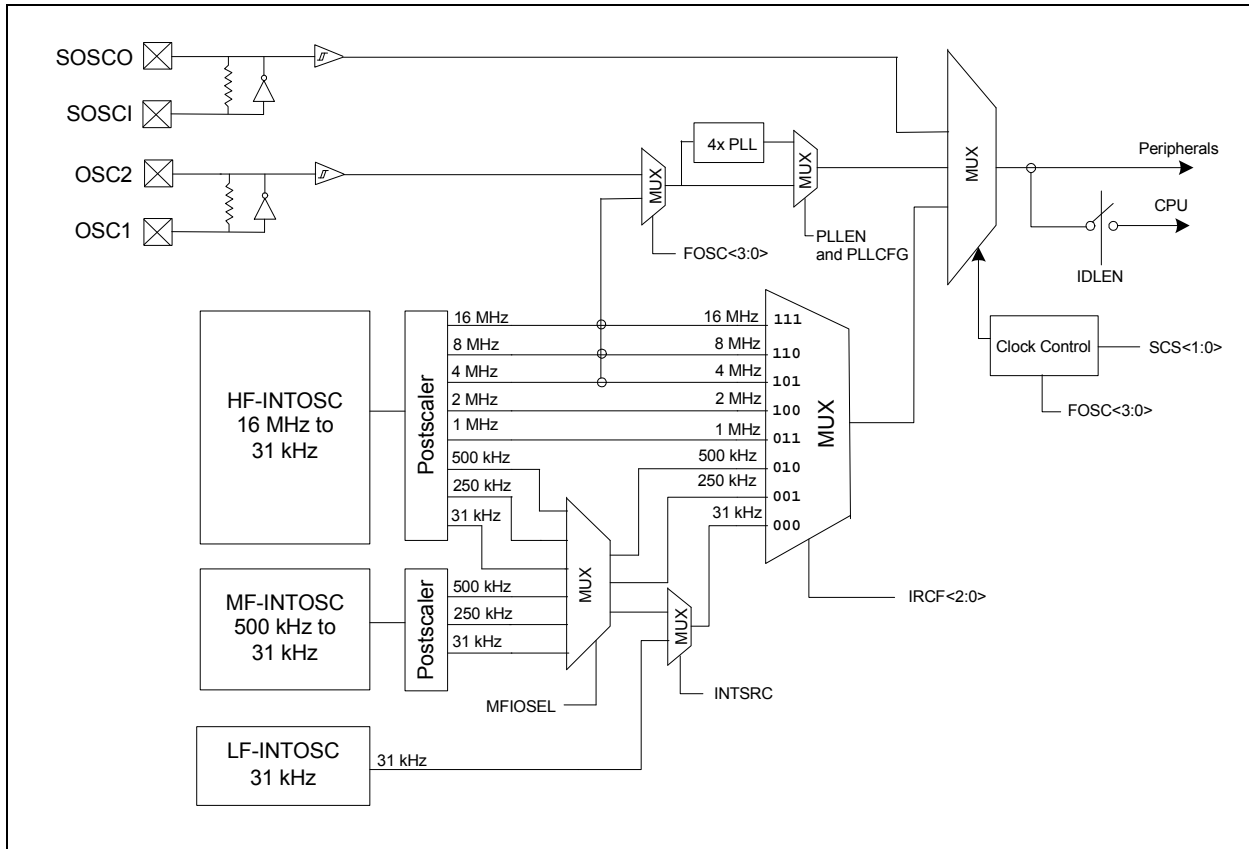 SOSCO
SOSCI
OSC2
OSC1
4x PLL
MUX
MUX
MUX
FOSC<3:0>
PLLEN
and PLLCFG
Peripherals
CPU
IDLEN
Clock Control
SCS<1:0>
FOSC<3:0>
HF-INTOSC
16 MHz to
31 kHz
Postscaler
16 MHz
8 MHz
4 MHz
2 MHz
1 MHz
500 kHz
250 kHz
31 kHz
16 MHz
8 MHz
4 MHz
2 MHz
1 MHz
500 kHz
250 kHz
31 kHz
111
110
101
100
011
010
001
000
MUX
IRCF<2:0>
MF-INTOSC
500 kHz to
31 kHz
Postscaler
500 kHz
250 kHz
31 kHz
MUX
MFIOSEL
MUX
INTSRC
LF-INTOSC
31 kHz
31 kHz